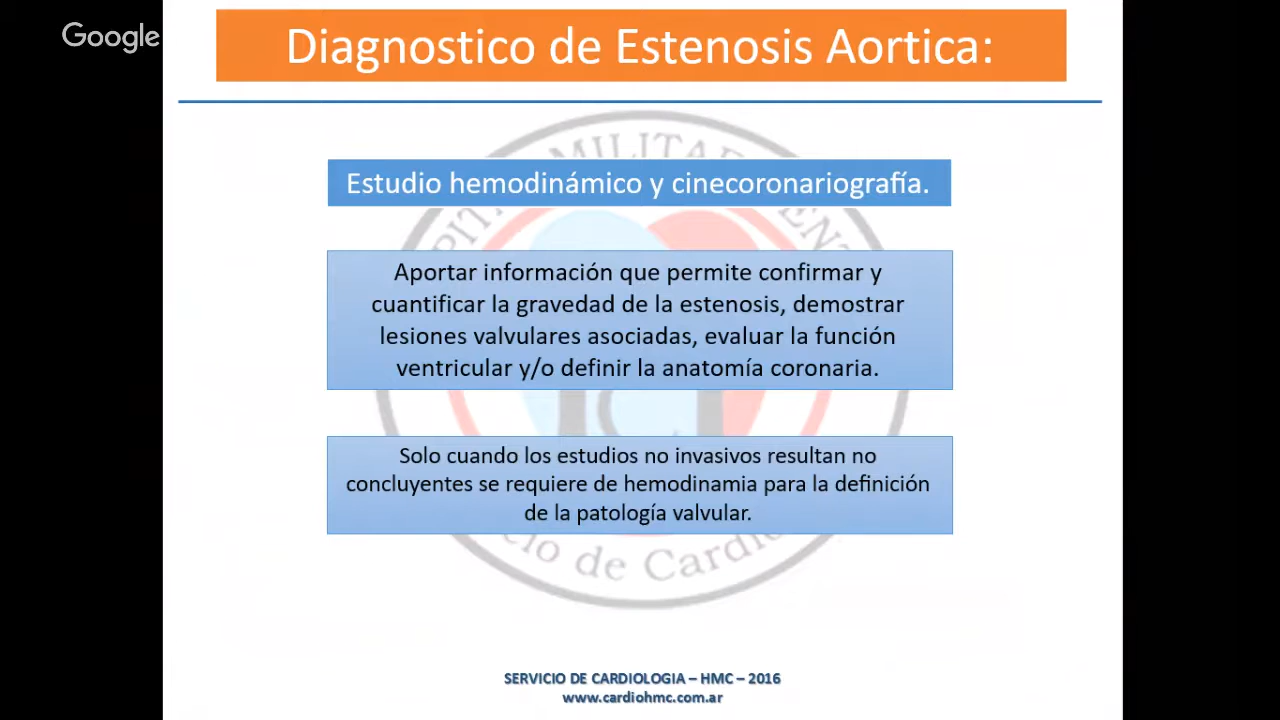 Google
Diagnostico de Estenosis Aortica:
MILITAR
Estudio hemodinámico y cinecoronariografía.
Aportar información que permite confirmar y
cuantificar la gravedad de la estenosis, demostrar
lesiones valvulares asociadas, evaluar la función
ventricular y/o definir la anatomía coronaria.
Solo cuando los estudios no invasivos resultan no
concluyentes se requiere de hemodinamia para la definición
de la patología valvular.
de
SERVICIO DE CARDIOLOGIA – HMC – 2016
www.cardiohmc.com.ar